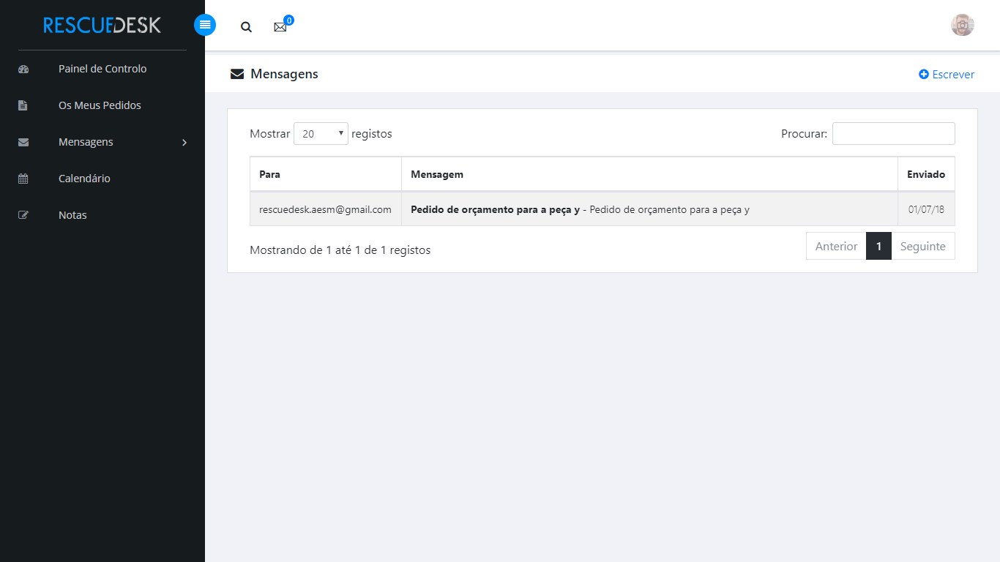 RESCUEDESK
0
Painel de Controlo
Os Meus Pedidos
Mensagens
Calendário
Notas
Mensagens
Escrever
Mostrar 20 registos
Procurar:
Para Mensagem Enviado
rescuedesk.aesm@gmail.com Pedido de orçamento para a peça y - Pedido de orçamento para a peça y 01/07/18
Mostrando de 1 até 1 de 1 registos
Anterior 1 Seguinte